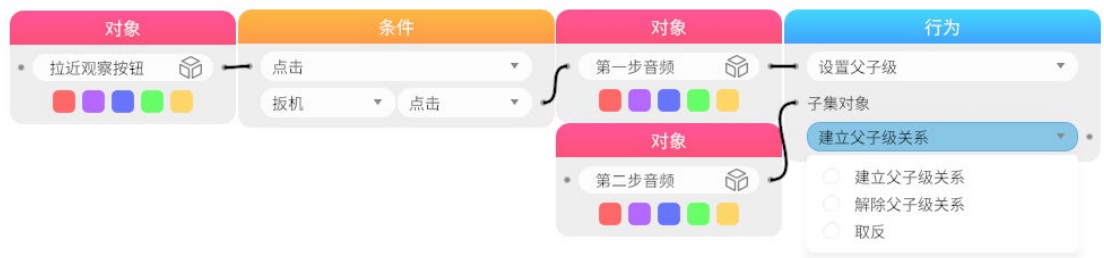 对象
拉近观察按钮
条件
点击
扳机 点击
对象
第一步音频
对象
第二步音频
行为
设置父子级
子集对象
建立父子级关系
建立父子级关系
解除父子级关系
取反